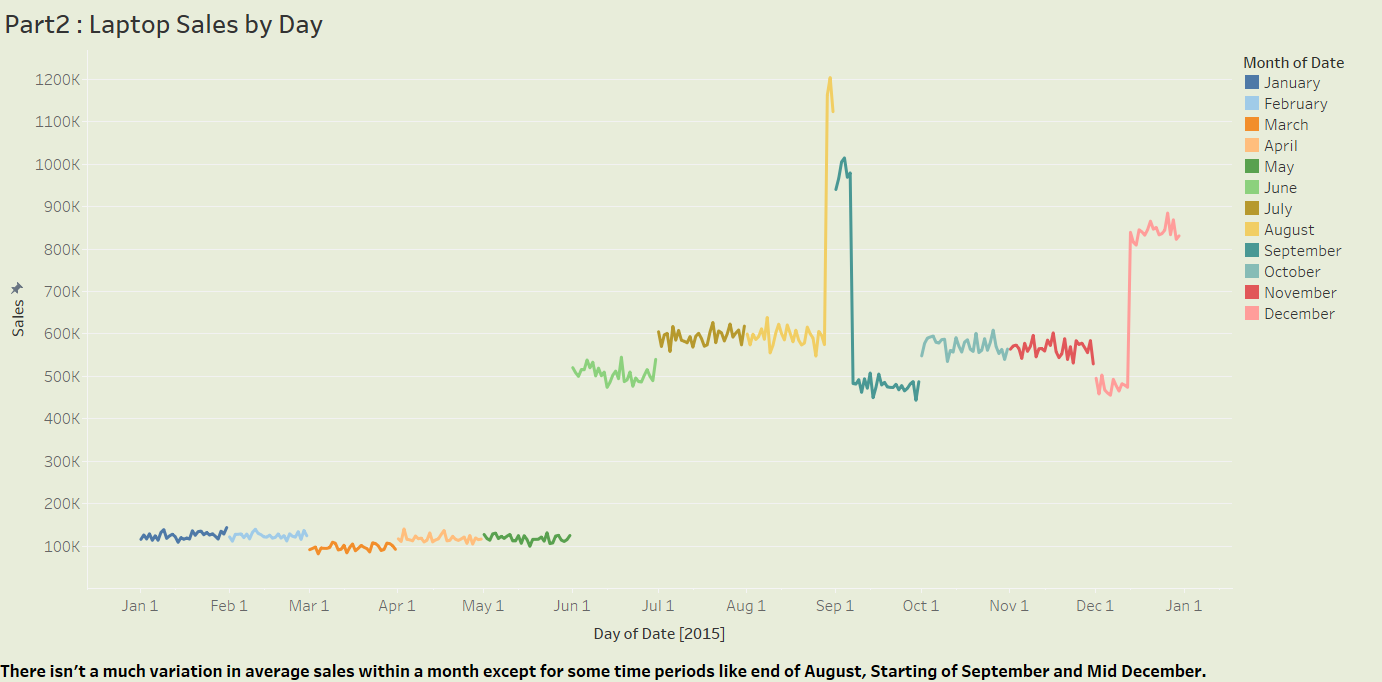 Part2 : Laptop Sales by Day
1200K
1100K
1000K
900K
800K
700K
600K
500K
400K
300K
200K
100K
Sales
Jan 1 Feb 1 Mar 1 Apr 1 May 1 Jun 1 Jul 1 Aug 1 Sep 1 Oct 1 Nov 1 Dec 1 Jan 1
Day of Date [2015]
Month of Date
January
February
March
April
May
June
July
August
September
October
November
December
There isn’t a much variation in average sales within a month except for some time periods like end of August, Starting of September and Mid December.